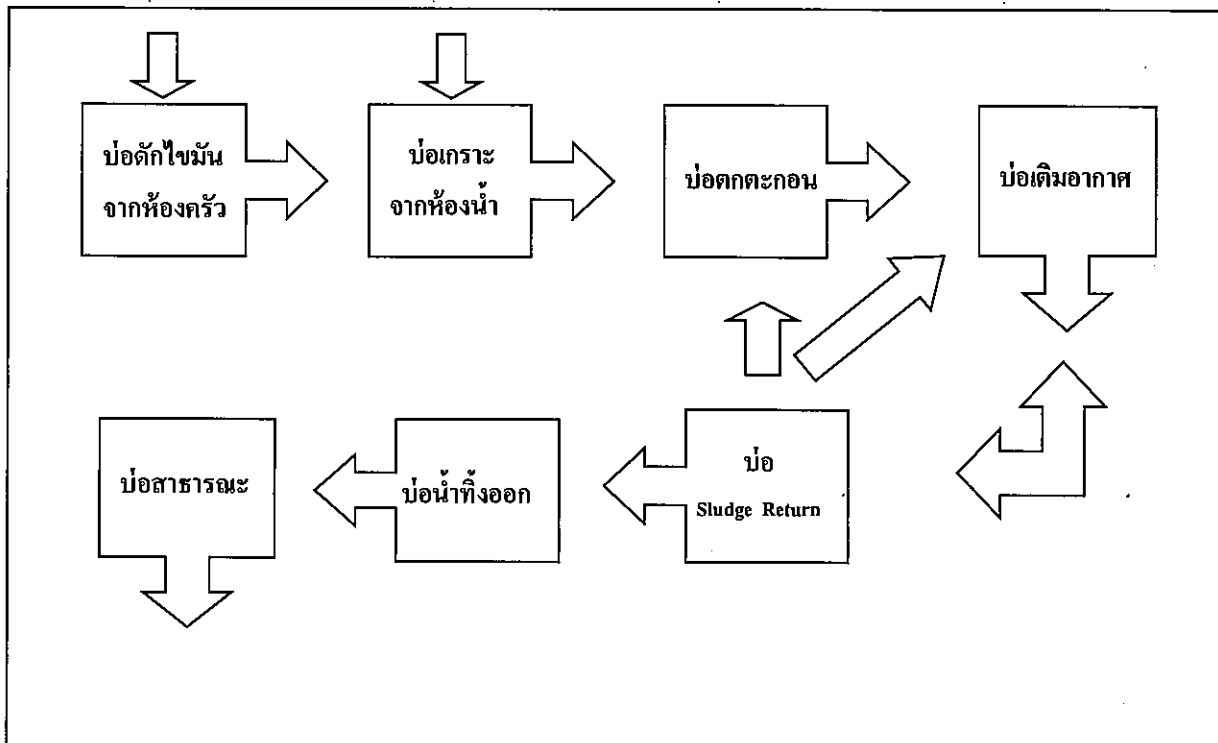 บ่อดักไขมัน
จากห้องครัว
บ่อเกราะ
จากห้องน้ำ
บ่อตกตะกอน
บ่อเติมอากาศ
บ่อสาธารณะ
บ่อน้ำทิ้งออก
บ่อ
Sludge Return